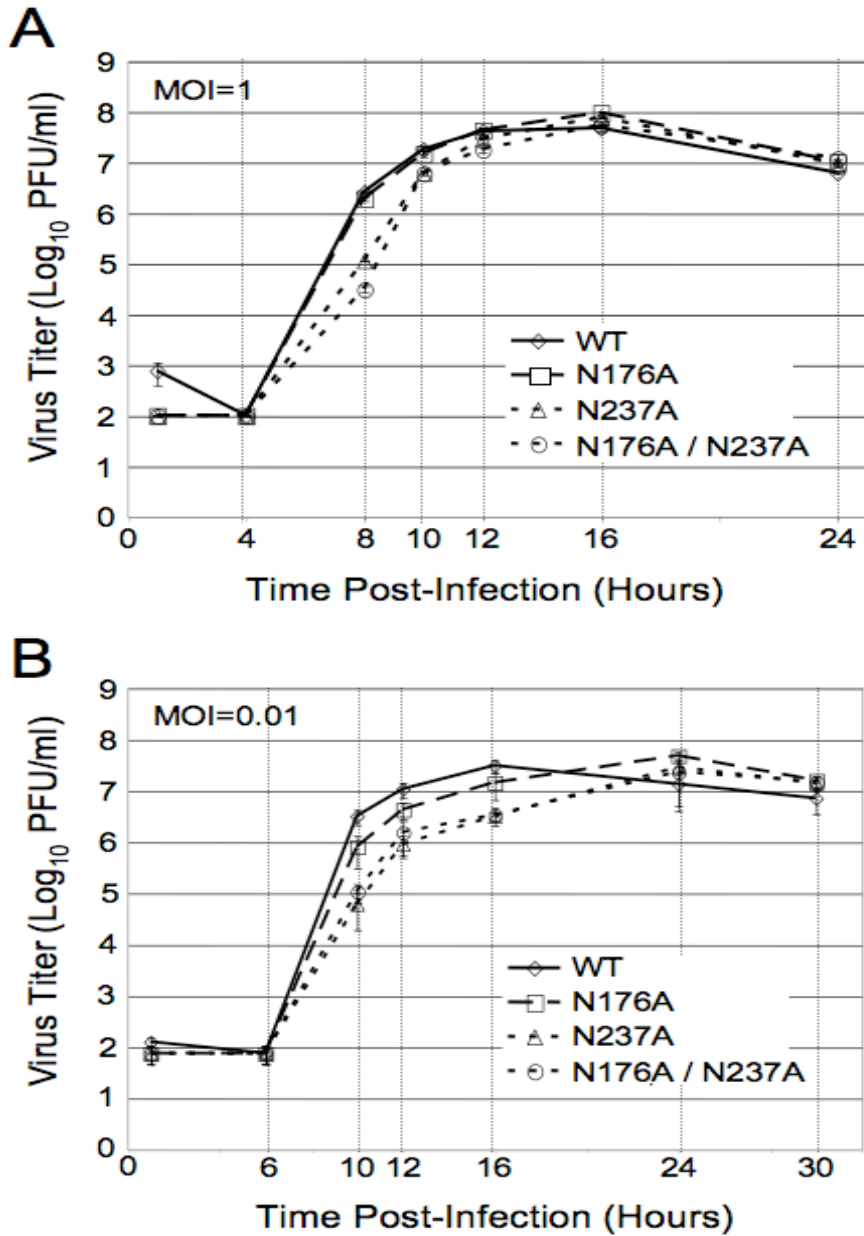 A
MOI=1
Virus Titer (Log10 PFU/ml)
9
8
7
6
5
4
3
2
1
0
WT
N176A
N237A
N176A / N237A
0 4 8 10 12 16 24
Time Post-Infection (Hours)
B
MOI=0.01
Virus Titer (Log10 PFU/ml)
9
8
7
6
5
4
3
2
1
0
WT
N176A
N237A
N176A / N237A
0 6 10 12 16 24 30
Time Post-Infection (Hours)